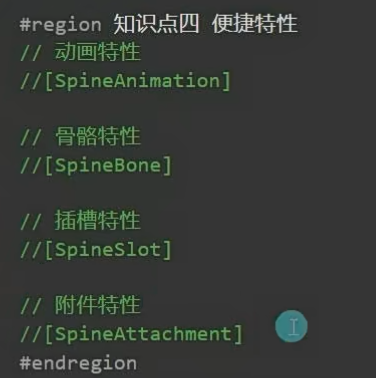 #region 知识点四 便捷特性
// 动画特性
//[SpineAnimation]
// 骨骼特性
//[SpineBone]
// 插槽特性
//[SpineSlot]
// 附件特性
//[SpineAttachment]
#endregion